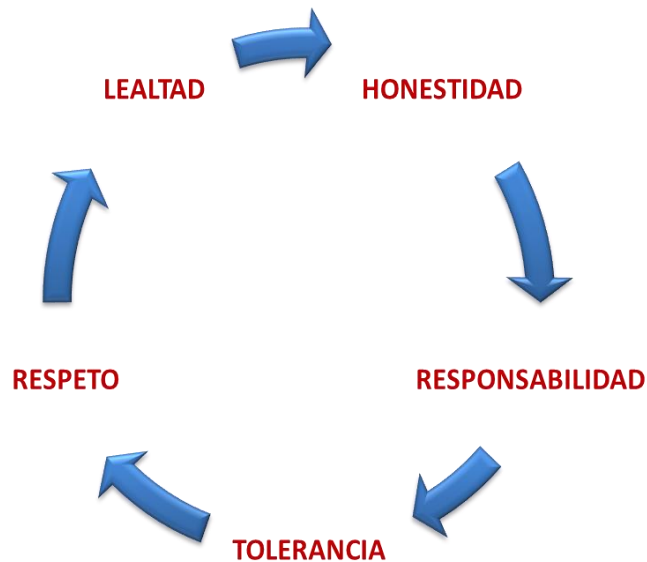 LEALTAD
HONESTIDAD
RESPETO
RESPONSABILIDAD
TOLERANCIA